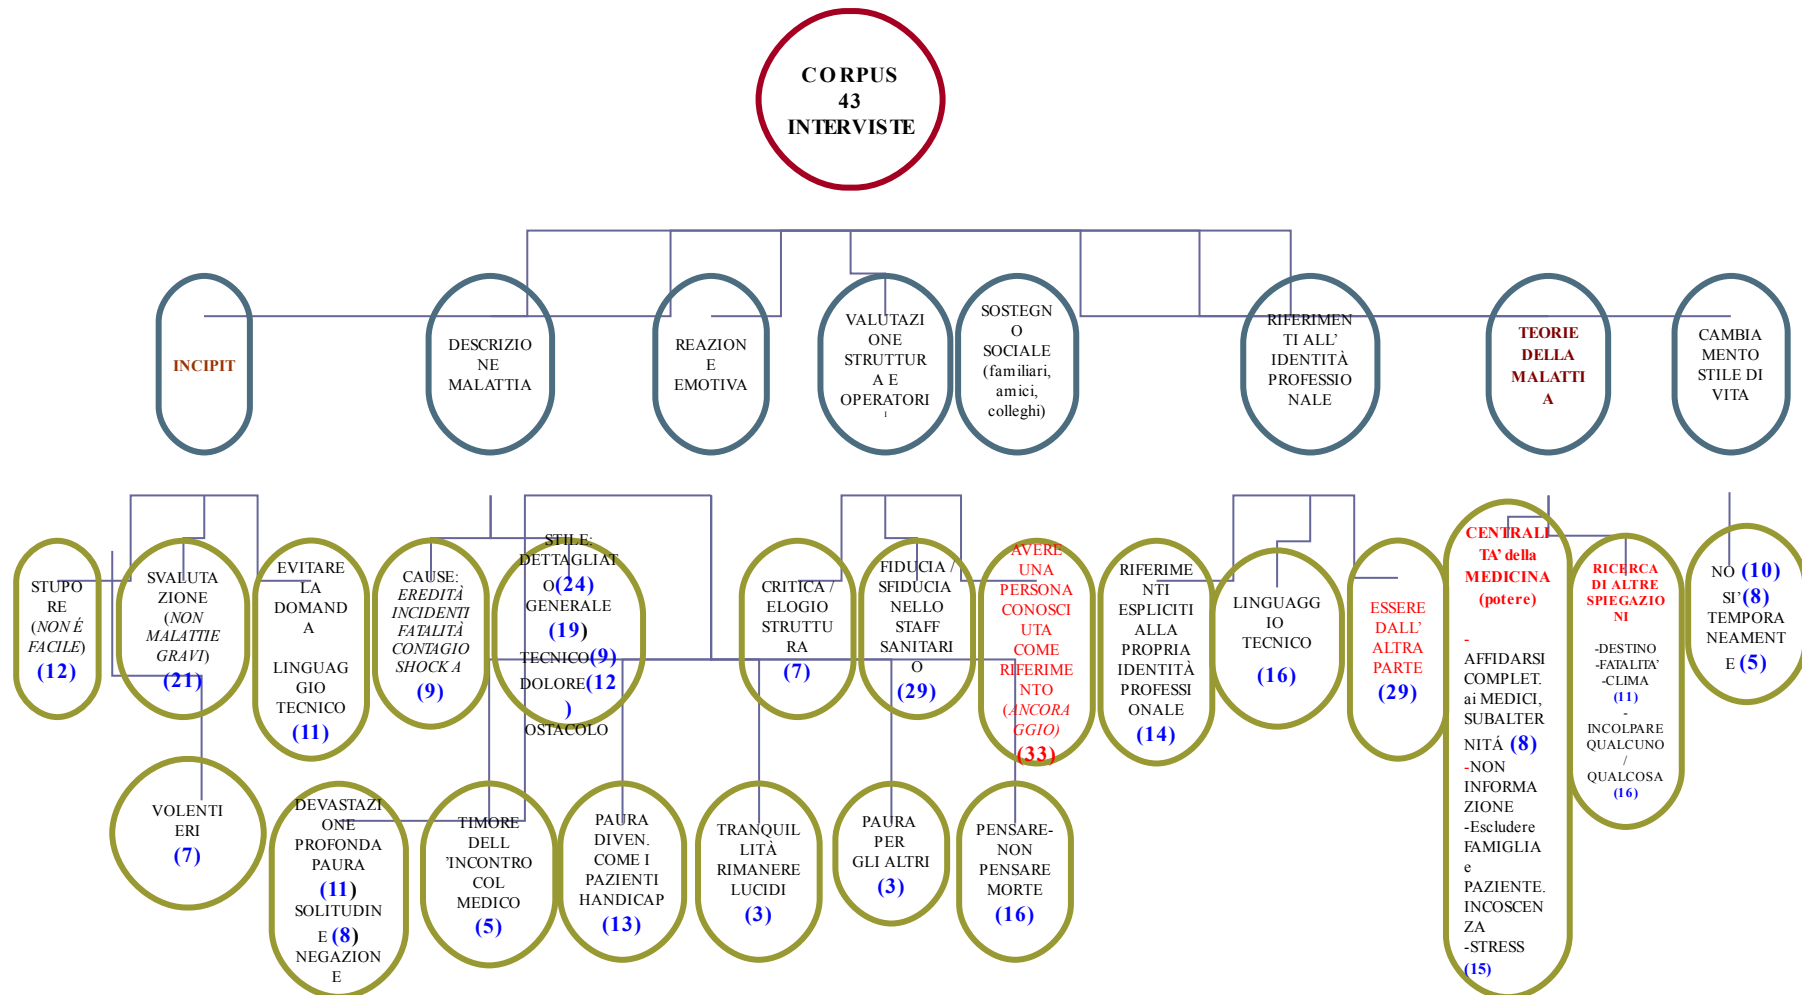 CORPUS
43
INTERVISTE
INCIPIT
DESCRIZIO
NE
MALATTIA
REAZION
E
EMOTIVA
VALUTAZI
ONE
STRUTTUR
A E
OPERATORI
1
SOSTEGN
O
SOCIALE
(familiari,
amici,
colleghi)
RIFERIMEN
TI ALL'
IDENTITÀ
PROFESSIO
NALE
TEORIE
DELLA
MALATTI
A
CAMBIA
MENTO
STILE DI
VITA
STUPO
RE
(NON É
FACILE)
(12)
SVALUTA
ZIONE
(NON
MALATTIE
GRAVI)
(21)
EVITARE
LA
DOMAND
A
LINGUAG
GIO
TECNICO
(11)
CAUSE:
EREDITÀ
INCIDENTI
FATALITÀ
CONTAGIO
SHOCK A
(9)
STILE:
DETTAGLIAT
O(24)
GENERALE
(19)
TECNICO(9)
DOLORE(12
)
OSTACOLO
CRITICA /
ELOGIO
STRUTTU
RA
(7)
FIDUCIA /
SFIDUCIA
NELLO
STAFF
SANITARI
O
(29)
AVERE
UNA
PERSONA
CONOSCI
UTA
COME
RIFERIME
NTO
(ANCORA
GGIO)
(33)
RIFERIME
NTI
ESPLICITI
ALLA
PROPRIA
IDENTITÀ
PROFESSI
ONALE
(14)
LINGUAGG
IO
TECNICO
(16)
ESSERE
DALL'
ALTRA
PARTE
(29)
CENTRALI
TA' della
MEDICINA
(potere)
-
AFFIDARSI
COMPLET.
ai MEDICI,
SUBALTER
NITÁ (8)
-NON
INFORMA
ZIONE
-Escludere
FAMIGLIA
e
PAZIENTE.
INCOSCEN
ZA
-STRESS
(15)
RICERCA
DI ALTRE
SPIEGAZIO
NI
-DESTINO
-FATALITA'
-CLIMA
(11)
-
INCOLPARE
QUALCUNO
/
QUALCOSA
(16)
NO (10)
SI'(8)
TEMPORA
NEAMENT
E (5)
VOLENTI
ERI
(7)
DEVASTAZI
ONE
PROFONDA
PAURA
(11)
SOLITUDIN
E (8)
NEGAZION
E
TIMORE
DELL
'INCONTRO
COL
MEDICO
(5)
PAURA
DIVEN.
COME I
PAZIENTI
HANDICAP
(13)
TRANQUIL
LITÀ
RIMANERE
LUCIDI
(3)
PAURA
PER
GLI ALTRI
(3)
PENSARE-
NON
PENSARE
MORTE
(16)